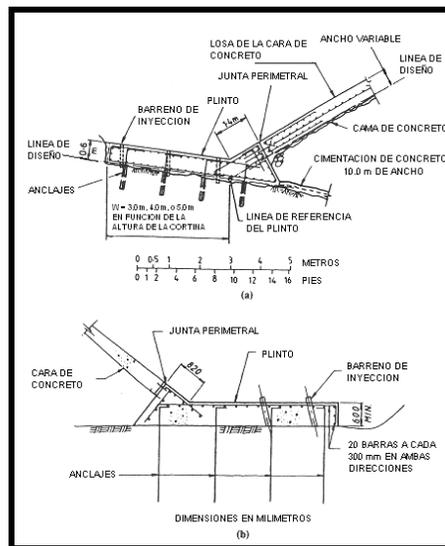 ANCHO VARIABLE
LOSA DE LA CARA DE
CONCRETO
LINEA DE
DISEÑO
JUNTA PERIMETRAL
PLINTO
BARRENO DE
INYECCION
1·4m
LINEA DE
DISEÑO
0·6
m
CAMA DE CONCRETO
CIMENTACION DE CONCRETO
10.0 m DE ANCHO
ANCLAJES
W = 3.0 m, 4.0 m, o 5.0 m
EN FUNCION DE LA
ALTURA DE LA CORTINA
LINEA DE REFERENCIA
DEL PLINTO
0 0·5 1 2 3 4 5 METROS
0 1 2 4 6 8 10 12 14 16 PIES
(a)
JUNTA PERIMETRAL
CARA DE
CONCRETO
820
PLINTO
BARRENO DE
INYECCION
600
MIN.
20 BARRAS A CADA
300 mm EN AMBAS
DIRECCIONES
ANCLAJES
DIMENSIONES EN MILIMETROS
(b)